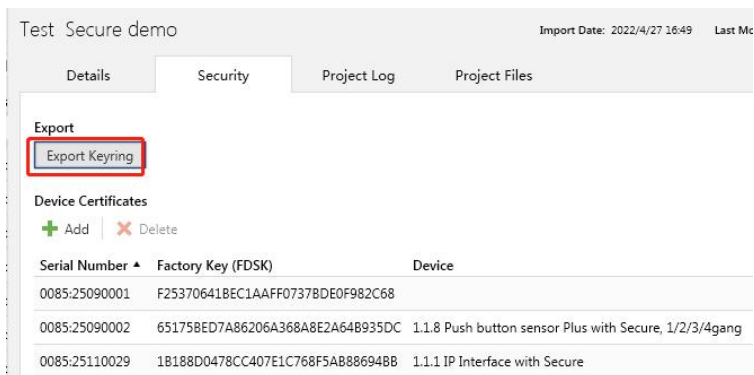 Test Secure demo Import Date: 2022/4/27 16:49 Last Mo
Details Security Project Log Project Files
Export
Export Keyring
Device Certificates
Add Delete
Serial Number Factory Key (FDSK) Device
0085:25090001 F25370641BEC1AAFF0737BDE0F982C68
0085:25090002 65175BED7A86206A368A8E2A64B935DC 1.1.8 Push button sensor Plus with Secure, 1/2/3/4gang
0085:25110029 1B188D0478CC407E1C768F5AB88694BB 1.1.1 IP Interface with Secure